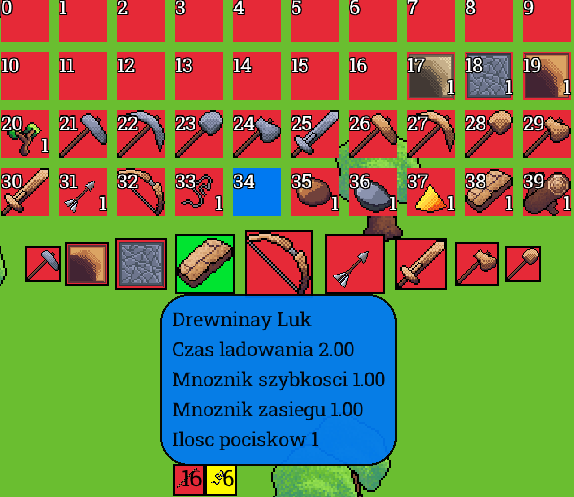 0 1 2 3 4 5 6 7 8 9
10 11 12 13 14 15 16 17 1 18 1 19 1
20 1 21 22 23 24 25 26 27 28 29
30 31 1 32 33 1 34 35 1 36 1 37 1 38 1 39 1
Drewninay Luk
Czas ladowania 2.00
Mnoznik szybkosci 1.00
Mnoznik zasiegu 1.00
Ilosc pociskow 1
16 6